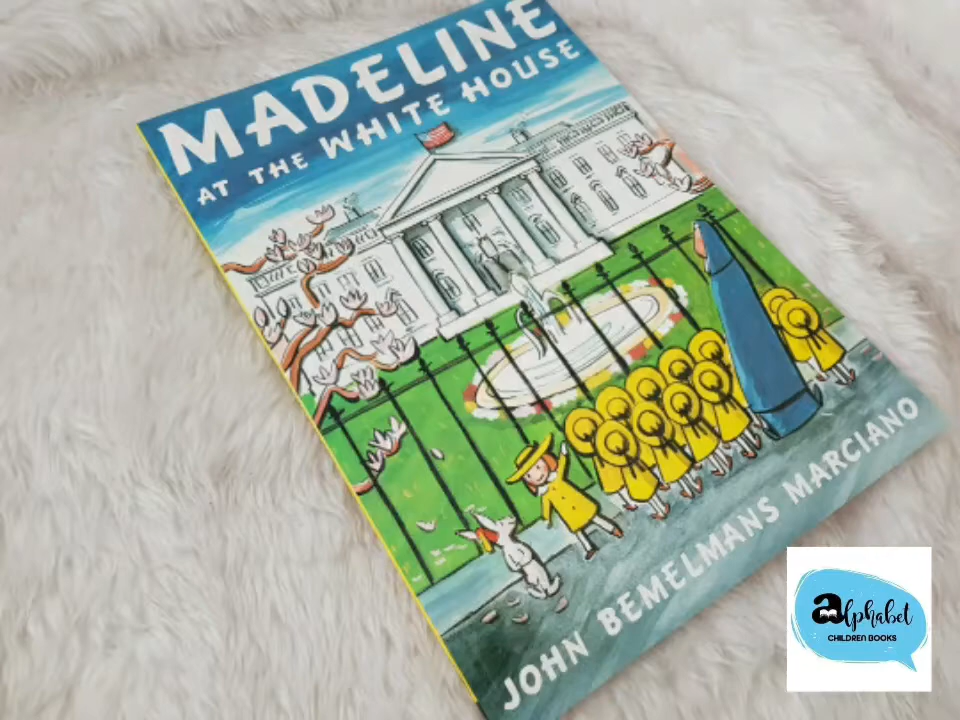 MADELINE
AT THE WHITE HOUSE
JOHN BEMELMANS MARCIANO
alphabet
CHILDREN BOOKS